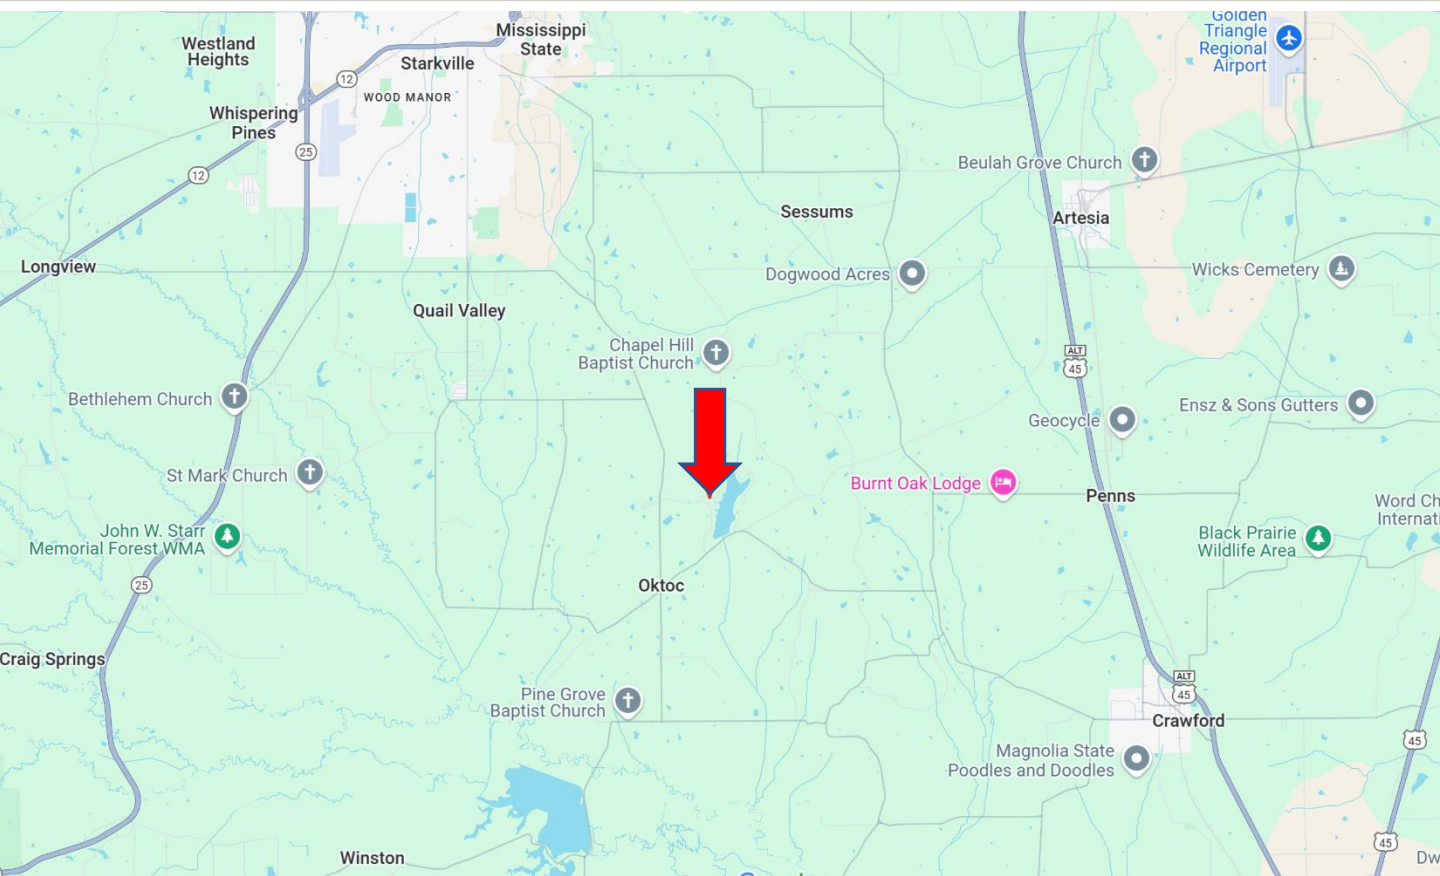 Mississippi
State
Golden
Triangle
Regional
Airport
Westland
Heights
Starkville
12
WOOD MANOR
Whispering
Pines
25
12
Beulah Grove Church
Sessums
Artesia
Longview
Dogwood Acres
Wicks Cemetery
Quail Valley
Chapel Hill
Baptist Church
ALT
45
Bethlehem Church
Ensz & Sons Gutters
Geocycle
St Mark Church
Burnt Oak Lodge
Penns
Word Ch
Internati
John W. Starr
Memorial Forest WMA
Black Prairie
Wildlife Area
25
Oktoc
Craig Springs
ALT
45
Pine Grove
Baptist Church
Crawford
45
Magnolia State
Poodles and Doodles
45
Winston
Dw